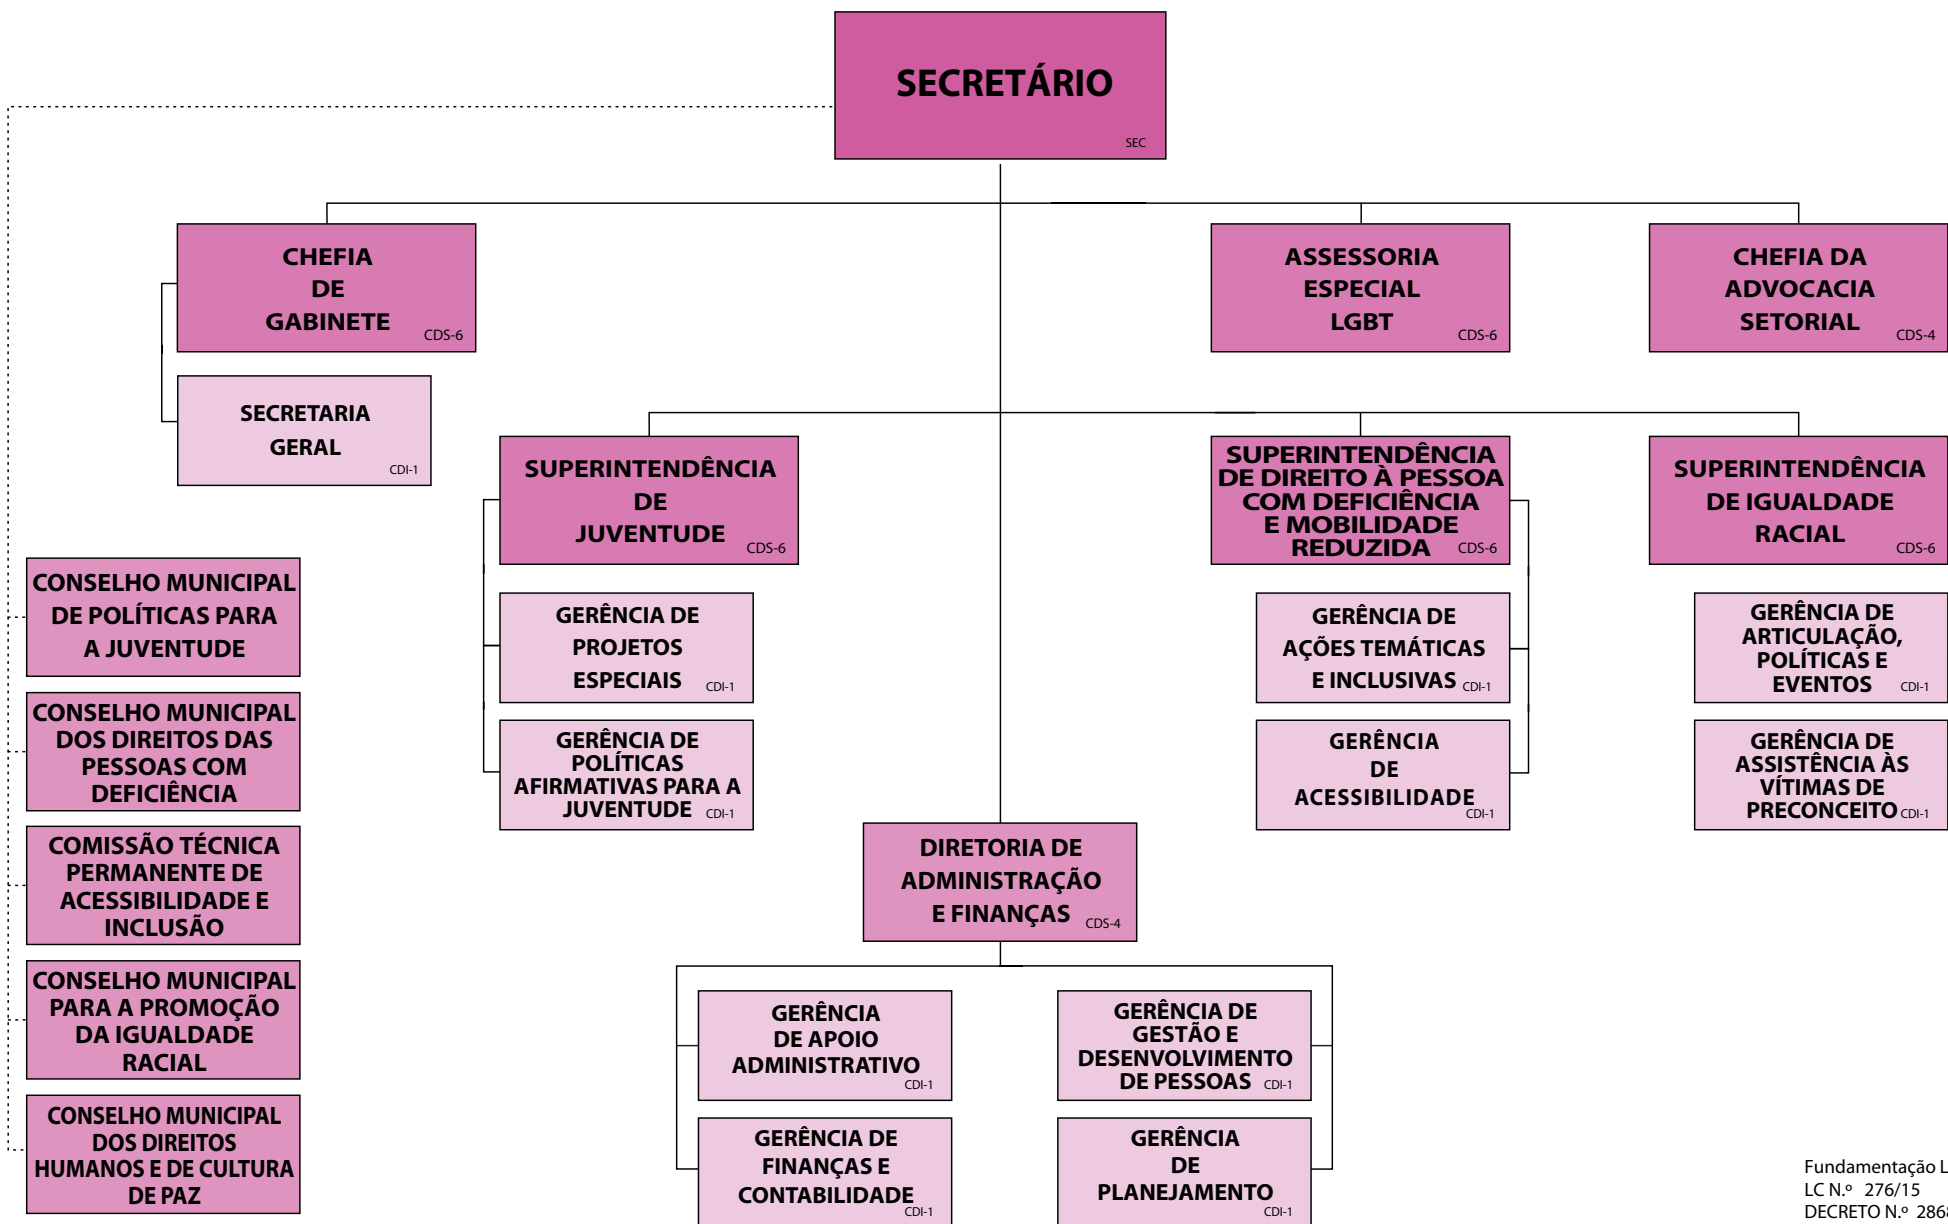 SECRETÁRIO
SEC
CHEFIA
DE
GABINETE
CDS-6
ASSESSORIA
ESPECIAL
LGBT
CDS-6
CHEFIA DA
ADVOCACIA
SETORIAL
CDS-4
SECRETARIA
GERAL
CDI-1
SUPERINTENDÊNCIA
DE
JUVENTUDE
CDS-6
SUPERINTENDÊNCIA
DE DIREITO À PESSOA
COM DEFICIÊNCIA
E MOBILIDADE
REDUZIDA
CDS-6
SUPERINTENDÊNCIA
DE IGUALDADE
RACIAL
CDS-6
GERÊNCIA DE
PROJETOS
ESPECIAIS
CDI-1
GERÊNCIA DE
AÇÕES TEMÁTICAS
E INCLUSIVAS
CDI-1
GERÊNCIA DE
ARTICULAÇÃO,
POLÍTICAS E
EVENTOS
CDI-1
GERÊNCIA DE
POLÍTICAS
AFIRMATIVAS PARA A
JUVENTUDE
CDI-1
GERÊNCIA
DE
ACESSIBILIDADE
CDI-1
GERÊNCIA DE
ASSISTÊNCIA ÀS
VÍTIMAS DE
PRECONCEITO
CDI-1
CONSELHO MUNICIPAL
DE POLÍTICAS PARA
A JUVENTUDE
CONSELHO MUNICIPAL
DOS DIREITOS DAS
PESSOAS COM
DEFICIÊNCIA
COMISSÃO TÉCNICA
PERMANENTE DE
ACESSIBILIDADE E
INCLUSÃO
CONSELHO MUNICIPAL
PARA A PROMOÇÃO
DA IGUALDADE
RACIAL
CONSELHO MUNICIPAL
DOS DIREITOS
HUMANOS E DE CULTURA
DE PAZ
DIRETORIA DE
ADMINISTRAÇÃO
E FINANÇAS
CDS-4
GERÊNCIA
DE APOIO
ADMINISTRATIVO
CDI-1
GERÊNCIA DE
GESTÃO E
DESENVOLVIMENTO
DE PESSOAS
CDI-1
GERÊNCIA DE
FINANÇAS E
CONTABILIDADE
CDI-1
GERÊNCIA
DE
PLANEJAMENTO
CDI-1
Fundamentação
LC N.º 276/15
DECRETO N.º